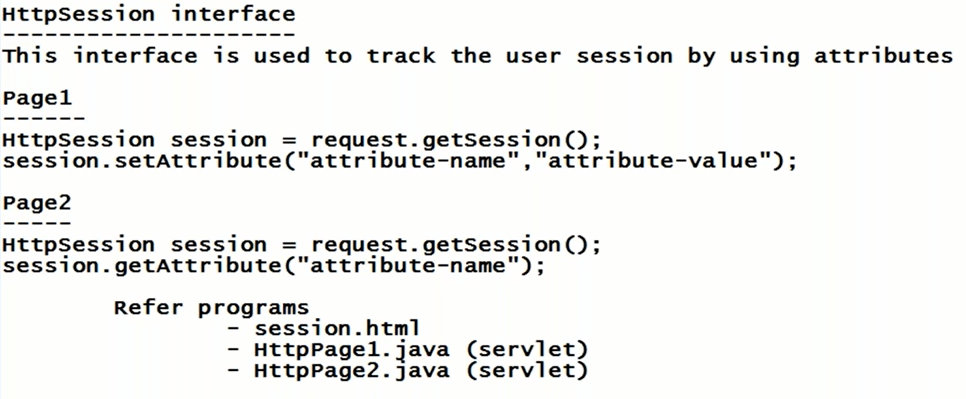 HttpSession interface
---------------------
This interface is used to track the user session by using attributes
Page1
------
HttpSession session = request.getSession();
session.setAttribute("attribute-name","attribute-value");
Page2
-----
HttpSession session = request.getSession();
session.getAttribute("attribute-name");
Refer programs
- session.html
- HttpPage1.java (servlet)
- HttpPage2.java (servlet)